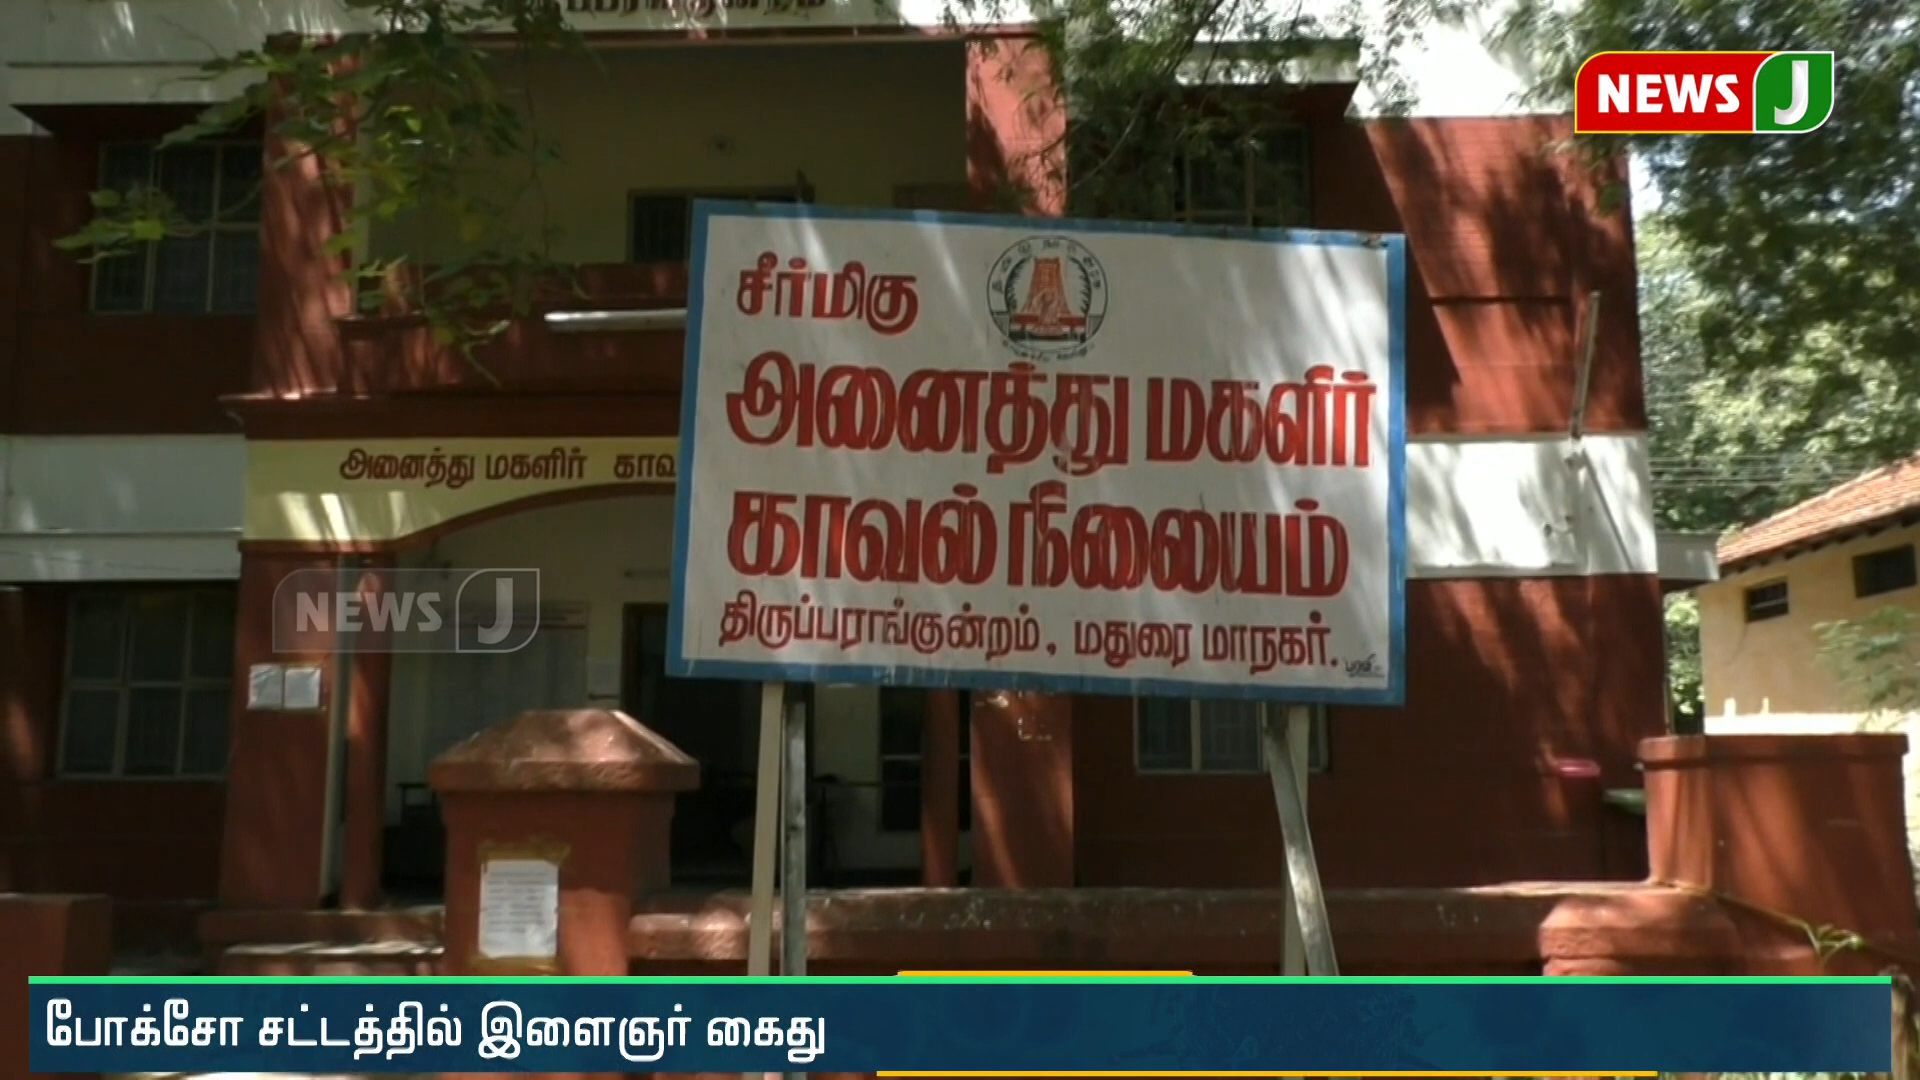 NEWS J
சீர்மிகு
அனைத்து மகளிர்
காவல் நிலையம்
திருப்பரங்குன்றம், மதுரை மாநகர்.
அனைத்து மகளிர்
NEWS J
போக்சோ சட்டத்தில் இளைஞர் கைது